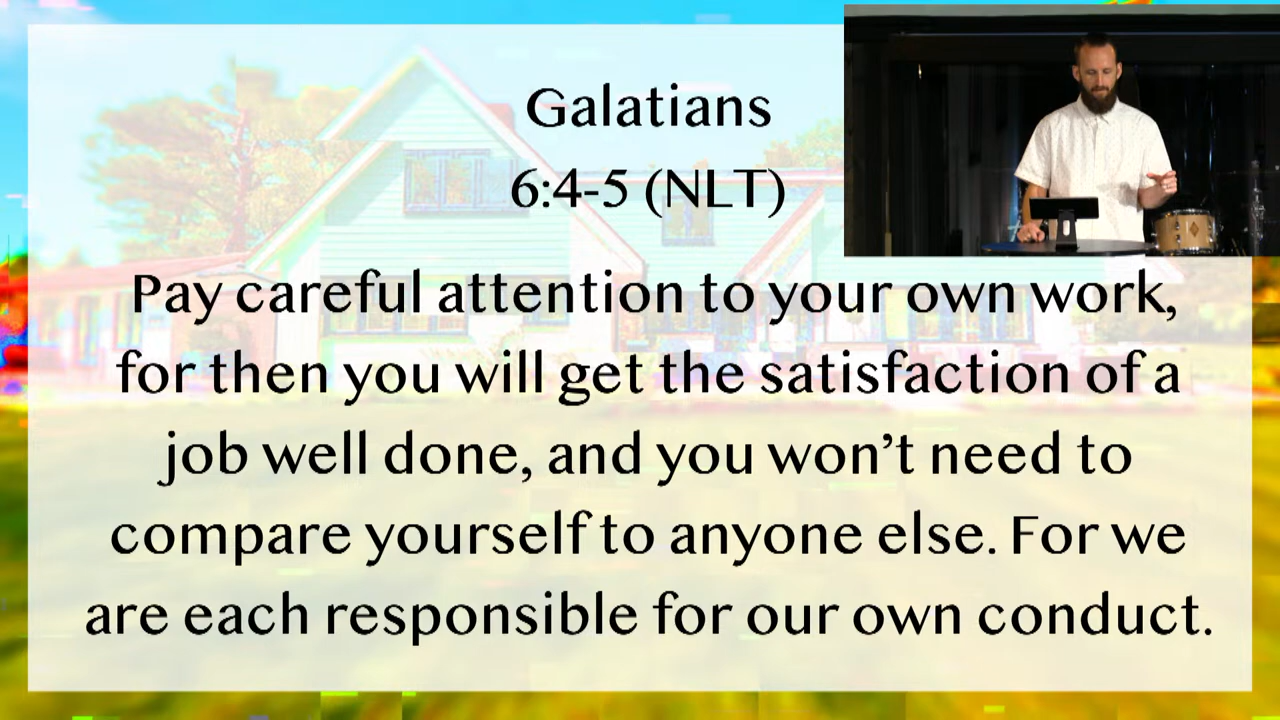 Galatians
6:4-5 (NLT)
Pay careful attention to your own work,
for then you will get the satisfaction of a
job well done, and you won’t need to
compare yourself to anyone else. For we
are each responsible for our own conduct.